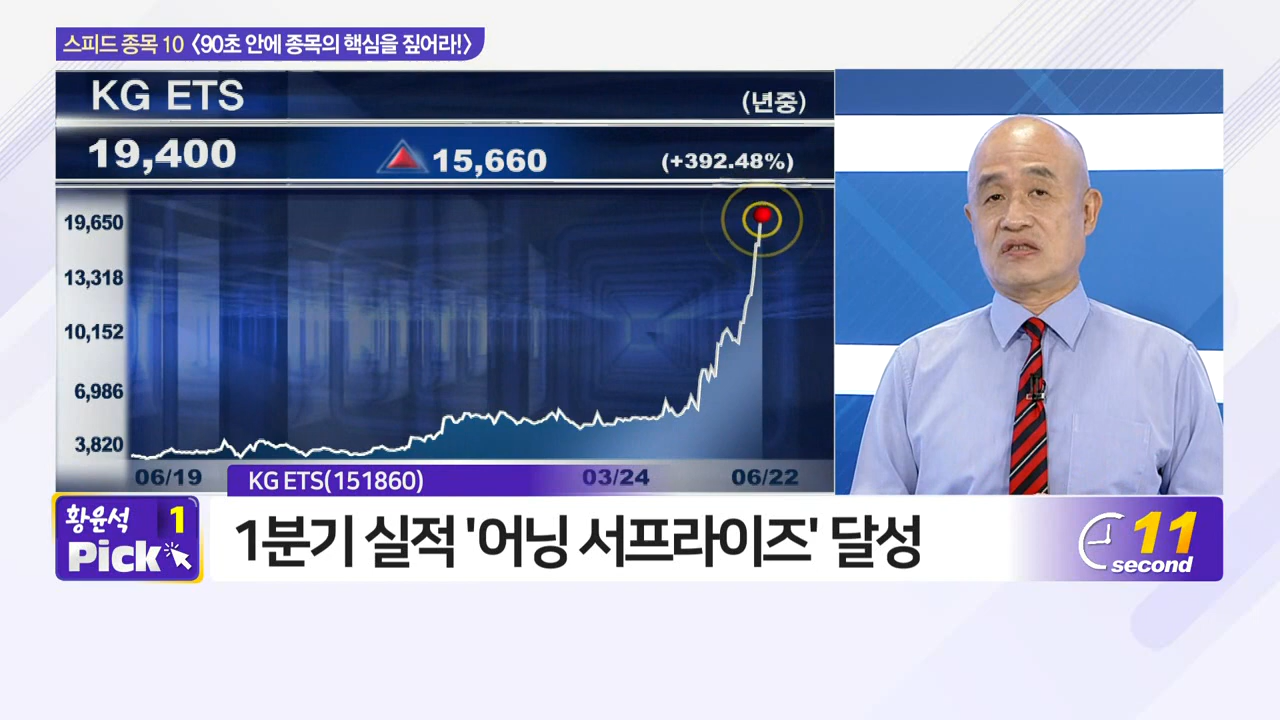 스피드 종목 10 〈90초 안에 종목의 핵심을 짚어라!〉
KG ETS
(년중)
19,400
15,660
(+392.48%)
19,650
13,318
10,152
6,986
3,820
06/19
03/24
06/22
KG ETS(151860)
황윤석 1
Pick
1분기 실적 '어닝 서프라이즈' 달성
11
second